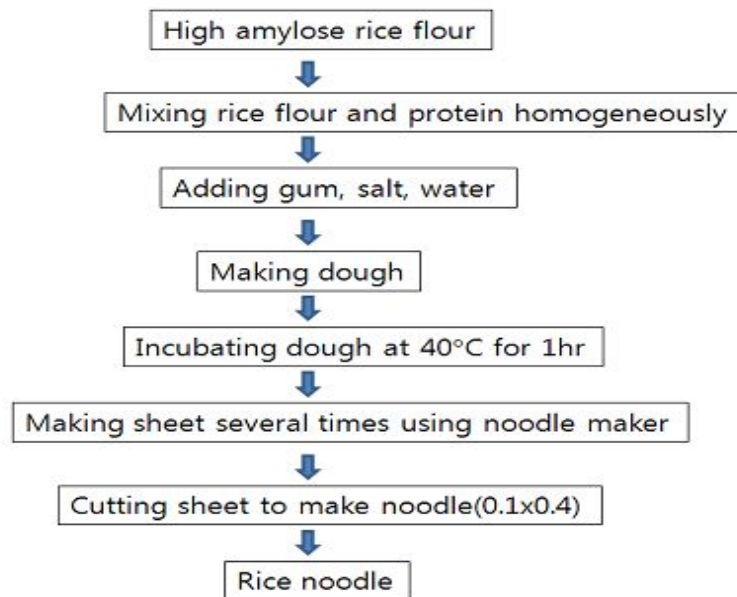 High amylose rice flour
Mixing rice flour and protein homogeneously
Adding gum, salt, water
Making dough
Incubating dough at 40°C for 1hr
Making sheet several times using noodle maker
Cutting sheet to make noodle(0.1x0.4)
Rice noodle